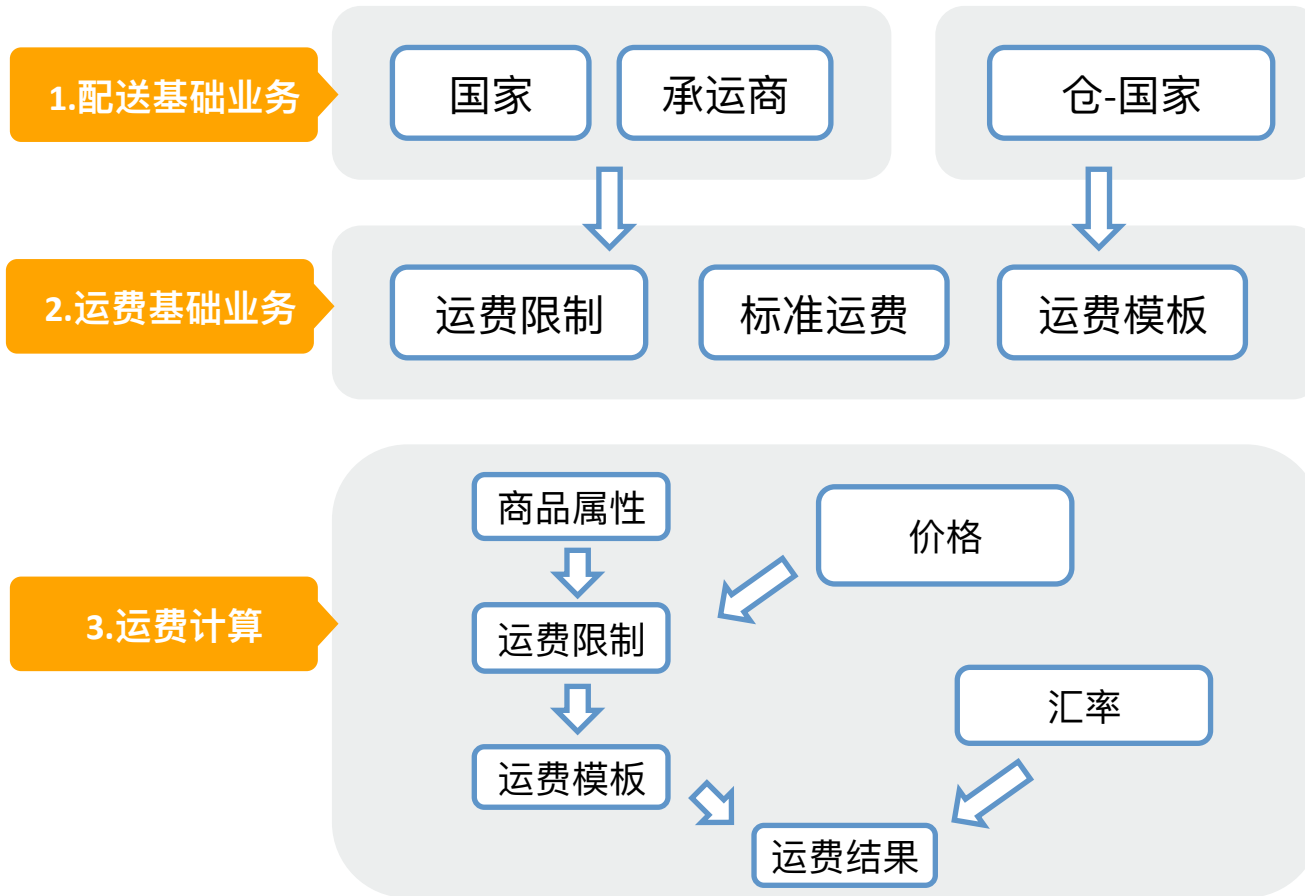 1.配送基础业务
国家
承运商
仓-国家
2.运费基础业务
运费限制
标准运费
运费模板
3.运费计算
商品属性
价格
运费限制
汇率
运费模板
运费结果